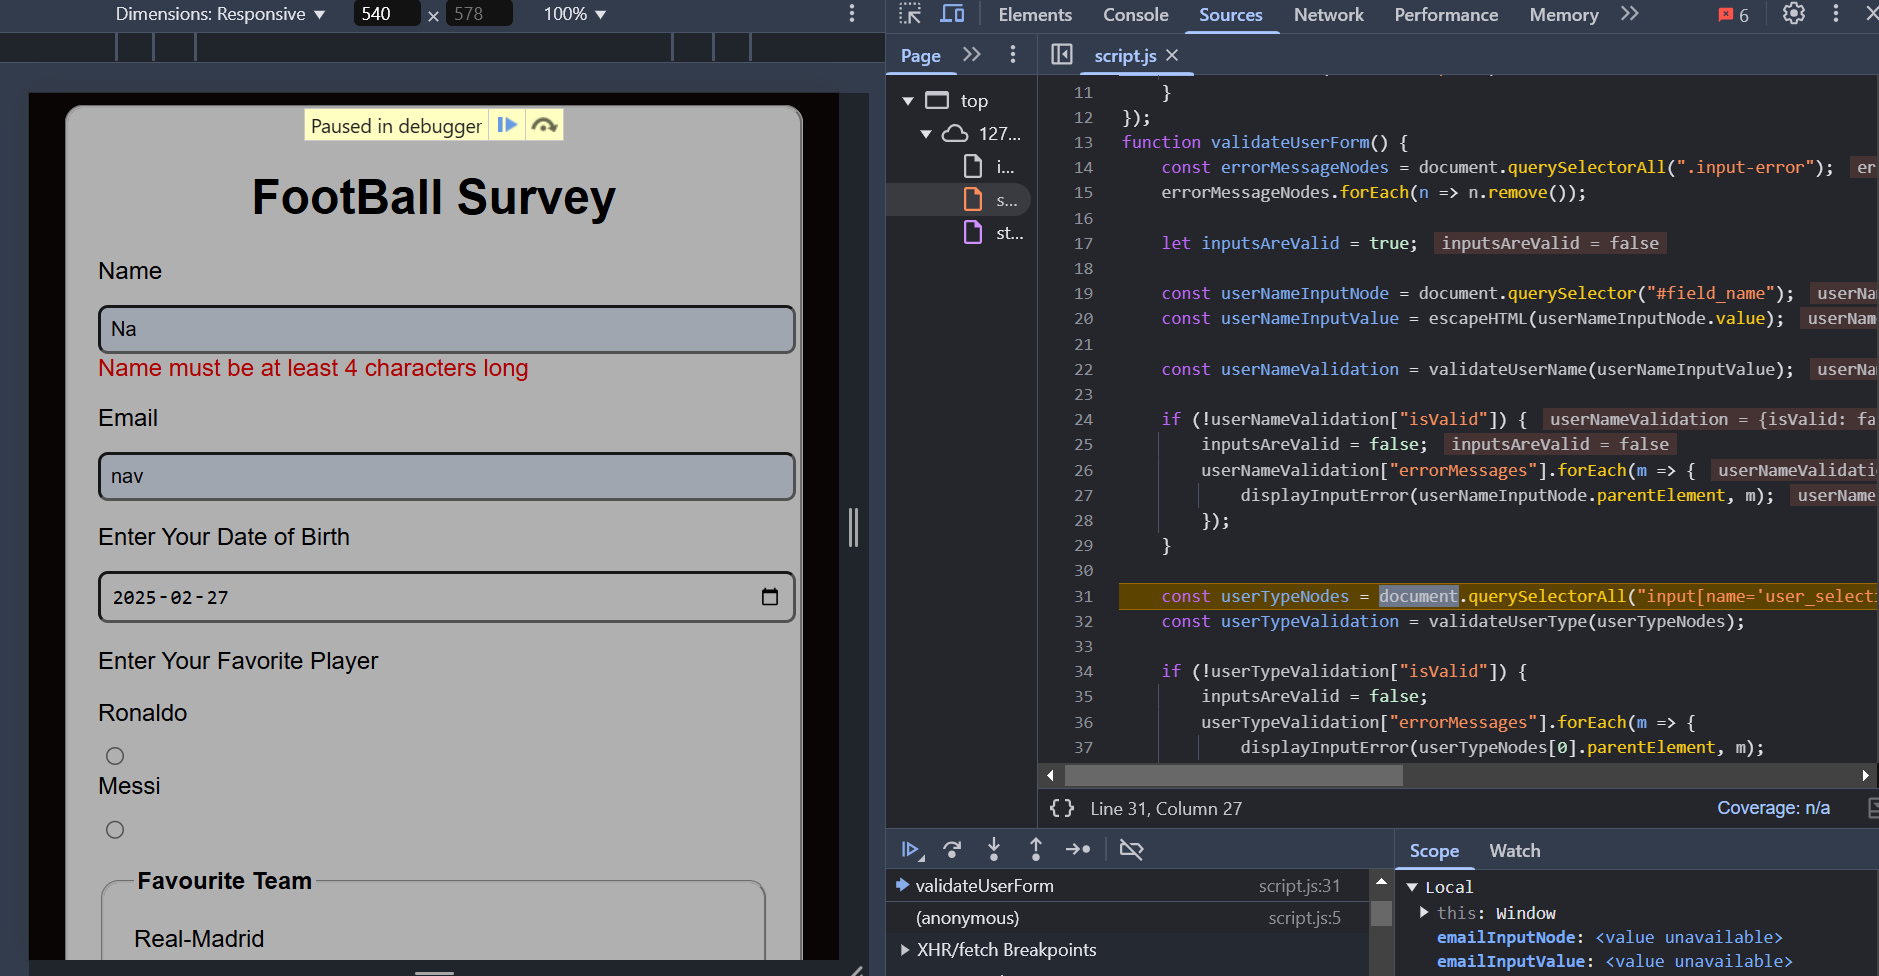 Dimensions: Responsive ▼ 540 × 578 100% ▼
Elements Console Sources Network Performance Memory 6
Page script.js
Paused in debugger
FootBall Survey
Name
Na
Name must be at least 4 characters long
Email
nav
Enter Your Date of Birth
2025-02-27
Enter Your Favorite Player
Ronaldo
Messi
Favourite Team
Real-Madrid
top
127...
i...
s...
st...
11 }
12 });
13 function validateUserForm() {
14 const errorMessageNodes = document.querySelectorAll(".input-error"); er
15 errorMessageNodes.forEach(n => n.remove());
16
17 let inputsAreValid = true; inputsAreValid = false
18
19 const userNameInputNode = document.querySelector("#field_name"); userNa
20 const userNameInputValue = escapeHTML(userNameInputNode.value); userNam
21
22 const userNameValidation = validateUserName(userNameInputValue); userNa
23
24 if (!userNameValidation["isValid"]) { userNameValidation = {isValid: fa
25 inputsAreValid = false; inputsAreValid = false
26 userNameValidation["errorMessages"].forEach(m => { userNameValidati
27 displayInputError(userNameInputNode.parentElement, m); userName
28 });
29 }
30
31 const userTypeNodes = document.querySelectorAll("input[name='user_selecti
32 const userTypeValidation = validateUserType(userTypeNodes);
33
34 if (!userTypeValidation["isValid"]) {
35 inputsAreValid = false;
36 userTypeValidation["errorMessages"].forEach(m => {
37 displayInputError(userTypeNodes[0].parentElement, m);
{} Line 31, Column 27 Coverage: n/a
validateUserForm script.js:31
(anonymous) script.js:5
XHR/fetch Breakpoints
Scope Watch
Local
this: Window
emailInputNode: <value unavailable>
emailInputValue: <value unavailable>